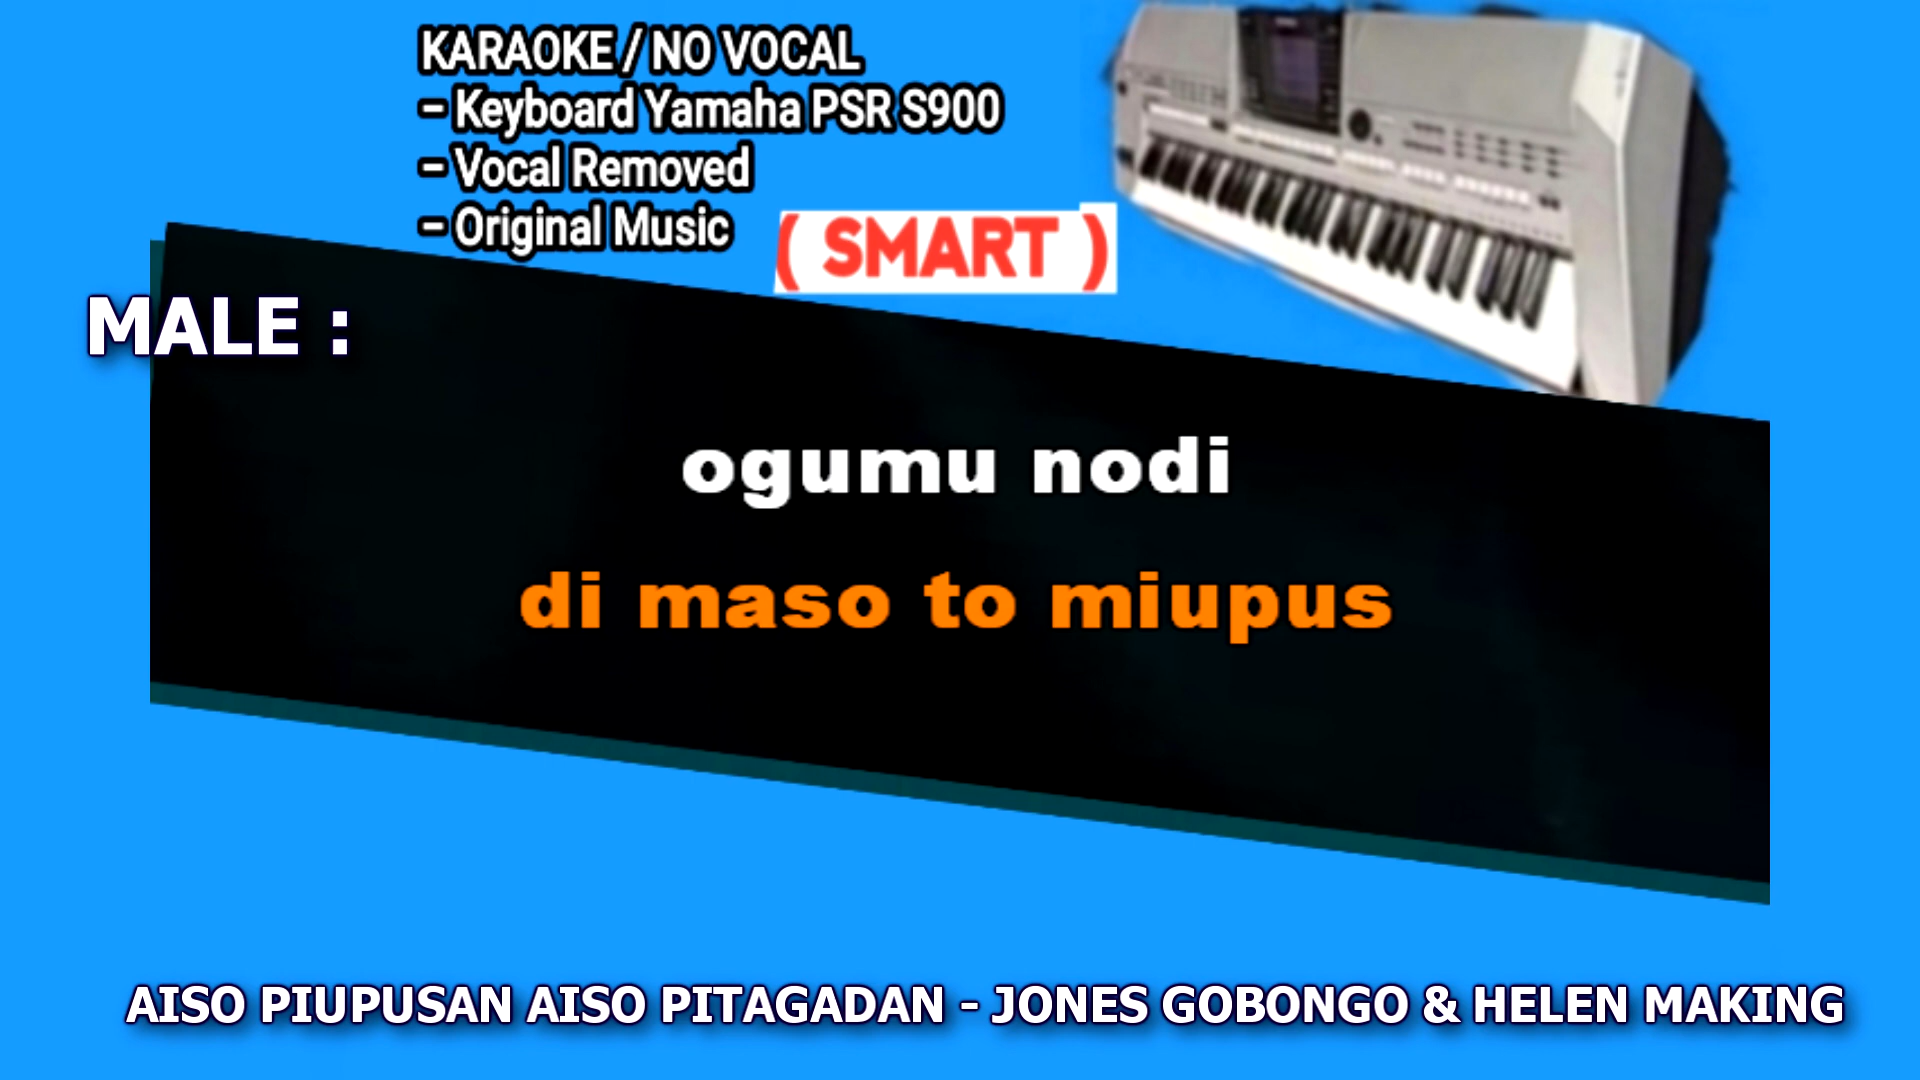 KARAOKE / NO VOCAL
– Keyboard Yamaha PSR S900
– Vocal Removed
– Original Music
( SMART )
MALE :
ogumu nodi
di maso to miupus
AISO PIUPUSAN AISO PITAGADAN - JONES GOBONGO & HELEN MAKING